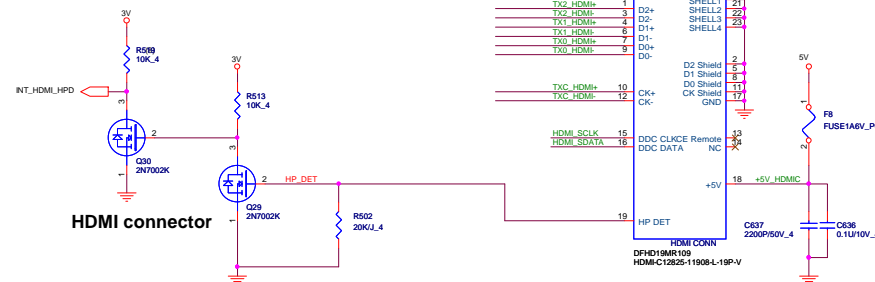 TX2_HDMI+ 1 D2+ SHELL1 21
TX2_HDMI- 3 D2- SHELL2 22
TX1_HDMI+ 4 D1+ SHELL3 23
TX1_HDMI- 6 D1- SHELL4
TX0_HDMI+ 7 D0+
TX0_HDMI- 9 D0-
D2 Shield 2
D1 Shield 5
D0 Shield 8
TXC_HDMI+ 10 CK+ CK Shield 11
TXC_HDMI- 12 CK- GND 17
HDMI_SCLK 15 DDC CLK CE Remote 13
HDMI_SDATA 16 DDC DATA NC 14
+5V 18 +5V_HDMIC
19 HP DET
HDMI CONN
DFHD19MR109
HDMI-C12825-11908-L-19P-V
3V
10K_4
INT_HDMI_HPD
3
2
1
Q30
2N7002K
3V
R513
10K_4
3
2 HP_DET
1
Q29
2N7002K
R502
20K/J_4
HDMI connector
5V
1
F8
FUSE1A6V_P
2
C637
2200P/50V_4
C636
0.1U/10V_